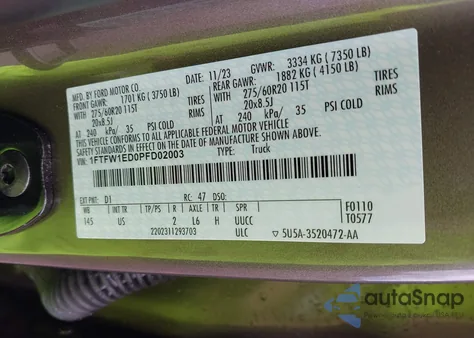 MFD. BY FORD MOTOR CO.
11/23 GVWR: 3334 KG ( 7350 LB)
FRONT GAWR: 1701 KG ( 3750 LB) REAR GAWR: 1882 KG ( 4150 LB)
WITH WITH
275/60R20 115T TIRES 275/60R20 115T TIRES
20x8.5J RIMS 20x8.5J RIMS
AT 240 kPa/ 35 PSI COLD AT 240 kPa/ 35 PSI COLD
THIS VEHICLE CONFORMS TO ALL APPLICABLE FEDERAL MOTOR VEHICLE
SAFETY STANDARDS IN EFFECT ON THE DATE OF MANUFACTURE SHOWN ABOVE.
VIN: 1FTFW1ED0PFD02003
TYPE: Truck
EXT PNT: D1 RC: 47 DSO: F0110
WB INT TR TP/PS R AXLE TR SPR T0577
145 US 2 L6 H UUCC
2202311293703 ULC 5U5A-3520472-AA
autoSnap